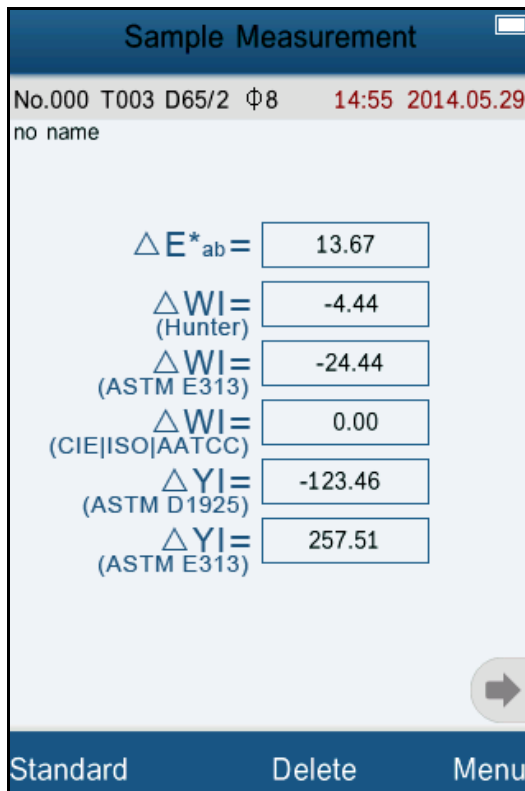 Sample Measurement
No.000 T003 D65/2 Φ8 14:55 2014.05.29
no name
△E*ab= 13.67
△WI= -4.44
(Hunter)
△WI= -24.44
(ASTM E313)
△WI= 0.00
(CIE|ISO|AATCC)
△YI= -123.46
(ASTM D1925)
△YI= 257.51
(ASTM E313)
Standard Delete Menu